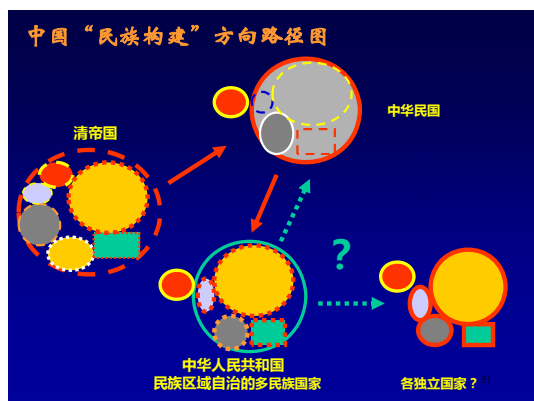 中国“民族构建”方向路径图
中华民国
清帝国
?
中华人民共和国
民族区域自治的多民族国家
各独立国家？